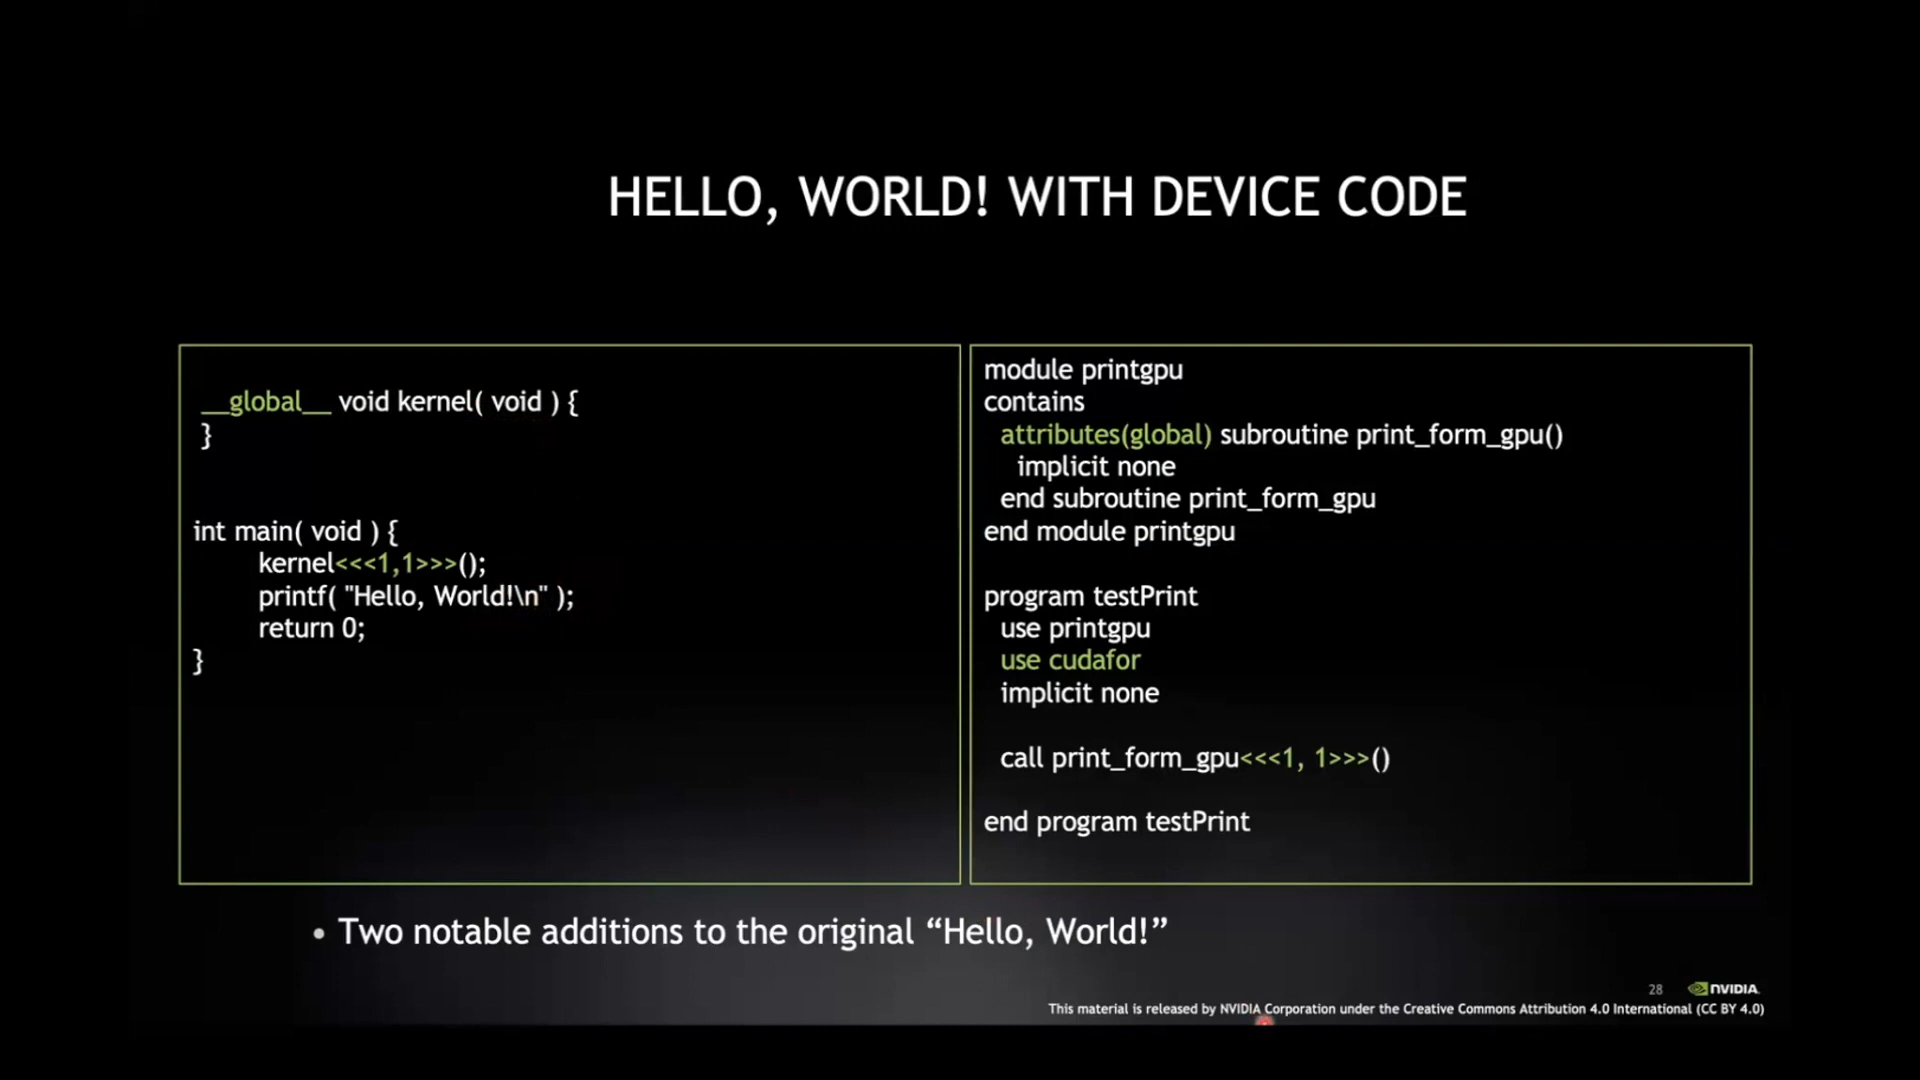 HELLO, WORLD! WITH DEVICE CODE
__global__ void kernel( void ) {
}
int main( void ) {
kernel<<<1,1>>>();
printf( "Hello, World!\n" );
return 0;
}
module printgpu
contains
attributes(global) subroutine print_form_gpu()
implicit none
end subroutine print_form_gpu
end module printgpu
program testPrint
use printgpu
use cudafor
implicit none
call print_form_gpu<<<1, 1>>>()
end program testPrint
• Two notable additions to the original “Hello, World!”
28 NVIDIA.
This material is released by NVIDIA Corporation under the Creative Commons Attribution 4.0 International (CC BY 4.0)